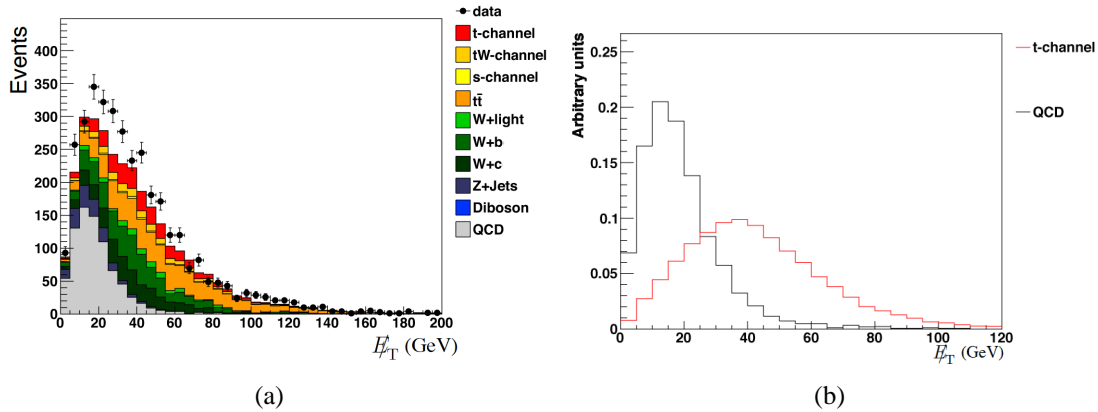 data
t-channel
tW-channel
s-channel
tt̄
W+light
W+b
W+c
Z+Jets
Diboson
QCD
Events
400
350
300
250
200
150
100
50
0
0 20 40 60 80 100 120 140 160 180 200
E̸T (GeV)
(a)
Arbitrary units
0.25
0.2
0.15
0.1
0.05
0
0 20 40 60 80 100 120
E̸T (GeV)
t-channel
QCD
(b)